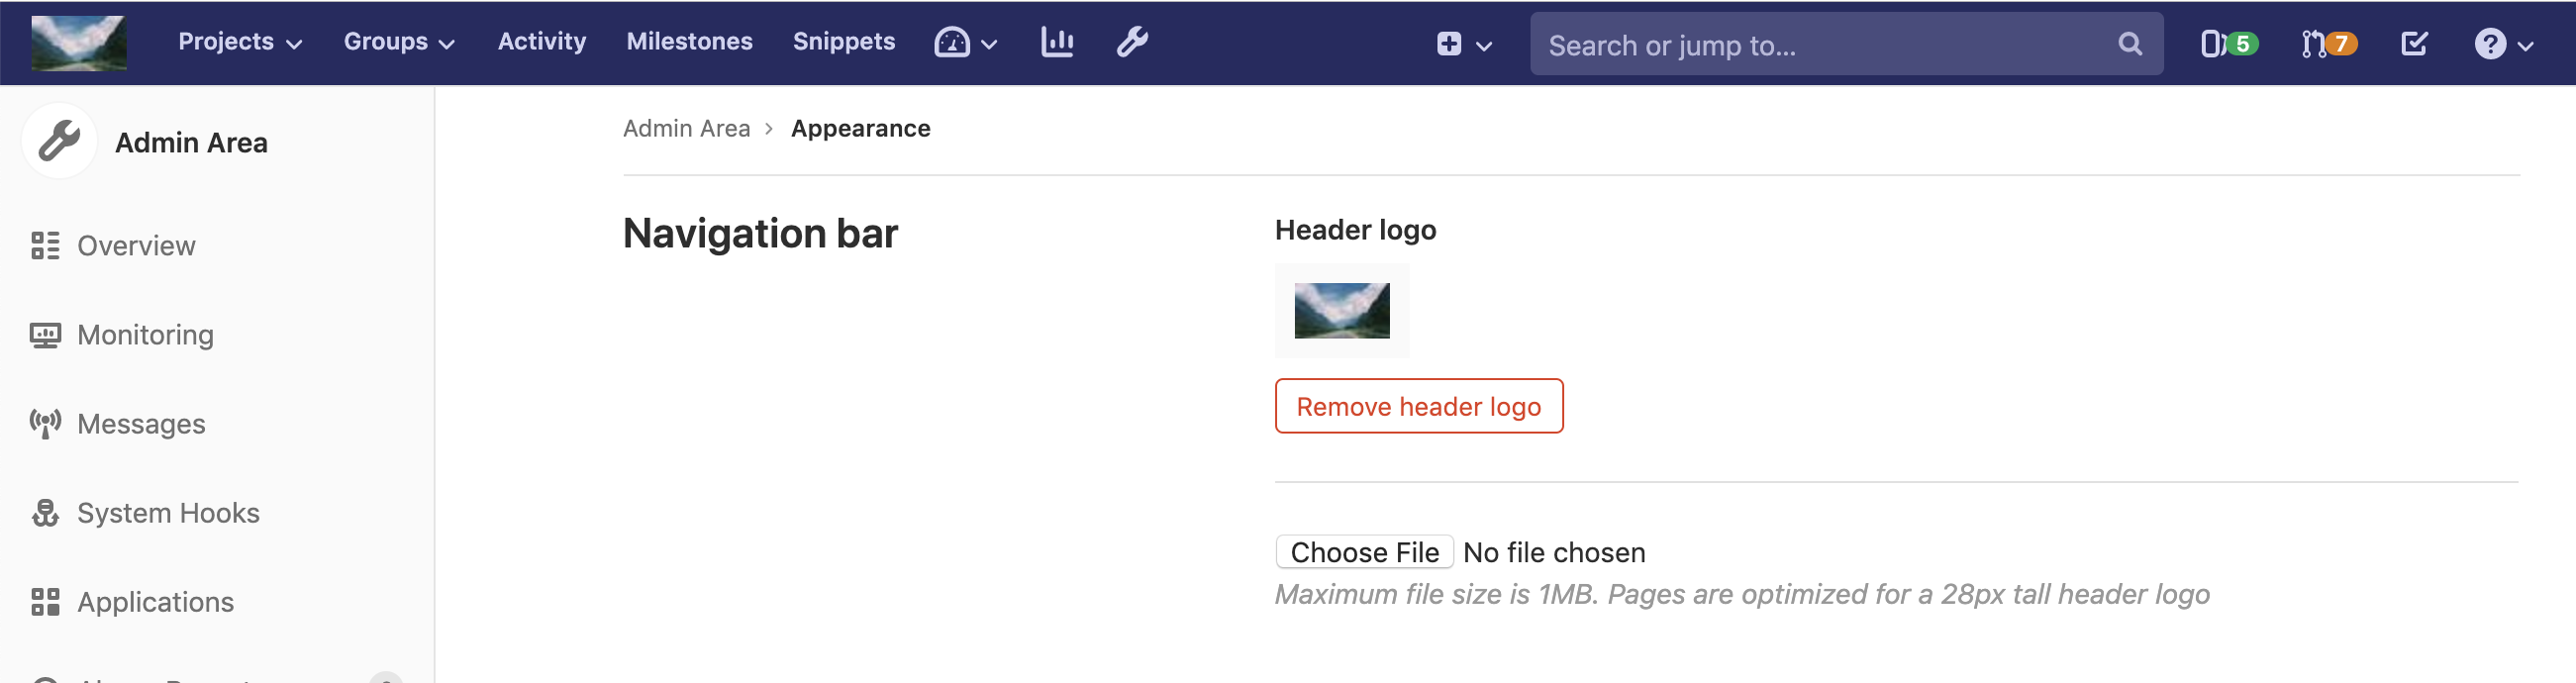 Projects Groups Activity Milestones Snippets Search or jump to... 5 7
Admin Area
Overview
Monitoring
Messages
System Hooks
Applications
Admin Area > Appearance
Navigation bar
Header logo
Remove header logo
Choose File No file chosen
Maximum file size is 1MB. Pages are optimized for a 28px tall header logo